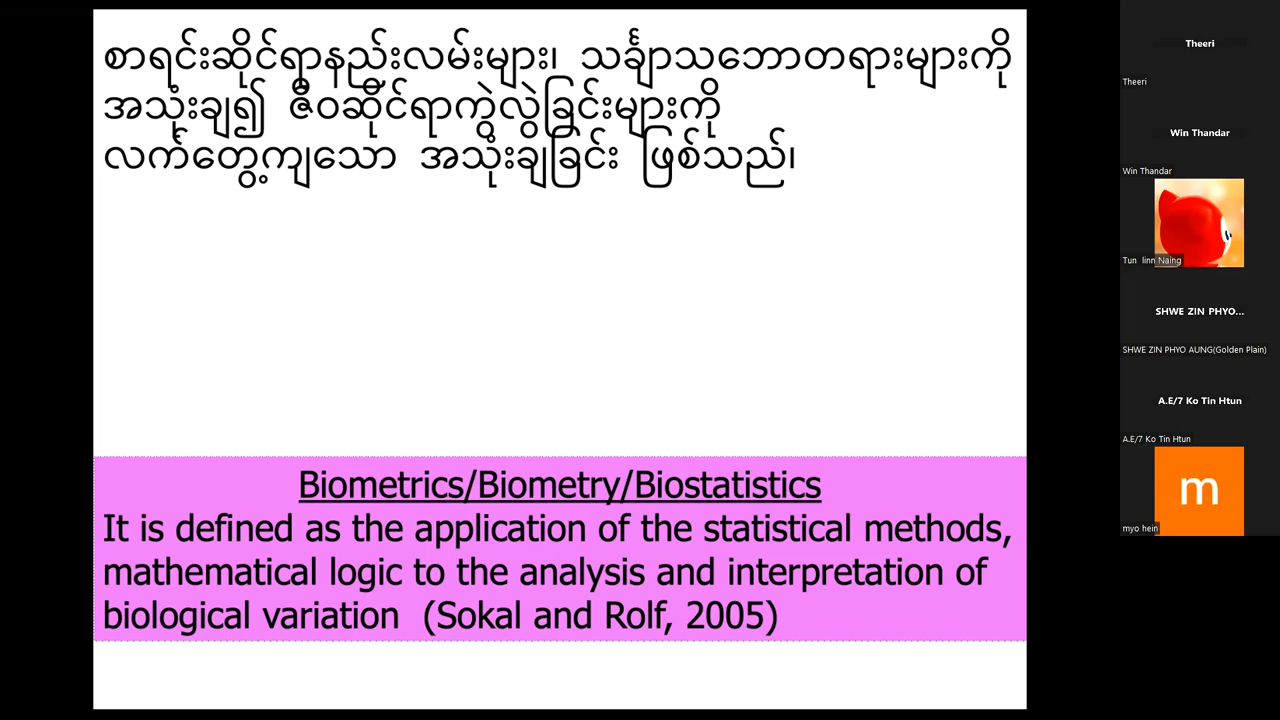 စာရင်းဆိုင်ရာနည်းလမ်းများ၊ သင်္ချာသဘောတရားများကို
အသုံးချ၍ ဇီဝဆိုင်ရာကွဲလွဲခြင်းများကို
လက်တွေ့ကျသော အသုံးချခြင်း ဖြစ်သည်၊
Biometrics/Biometry/Biostatistics
It is defined as the application of the statistical methods,
mathematical logic to the analysis and interpretation of
biological variation (Sokal and Rolf, 2005)
Theeri
Theeri
Win Thandar
Win Thandar
Tun linn Naing
SHWE ZIN PHYO...
SHWE ZIN PHYO AUNG(Golden Plain)
A.E/7 Ko Tin Htun
A.E/7 Ko Tin Htun
m
myo hein